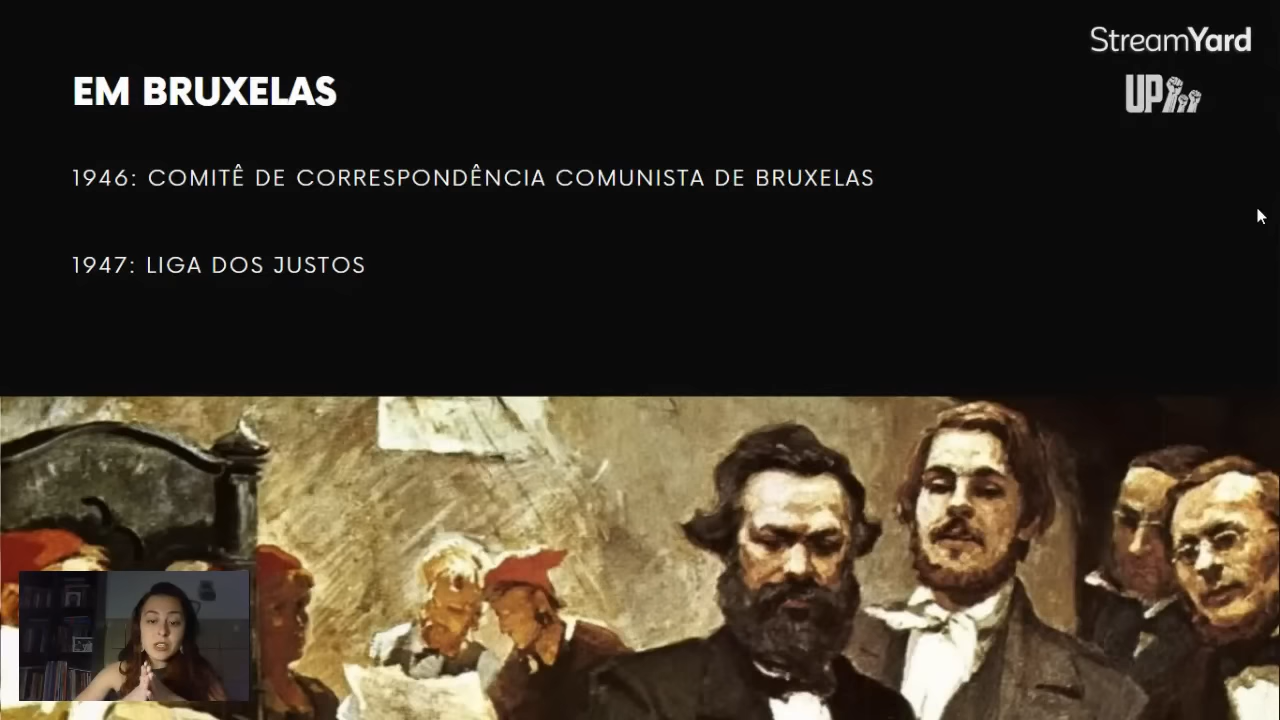 StreamYard
UP
EM BRUXELAS
1946: COMITÊ DE CORRESPONDÊNCIA COMUNISTA DE BRUXELAS
1947: LIGA DOS JUSTOS